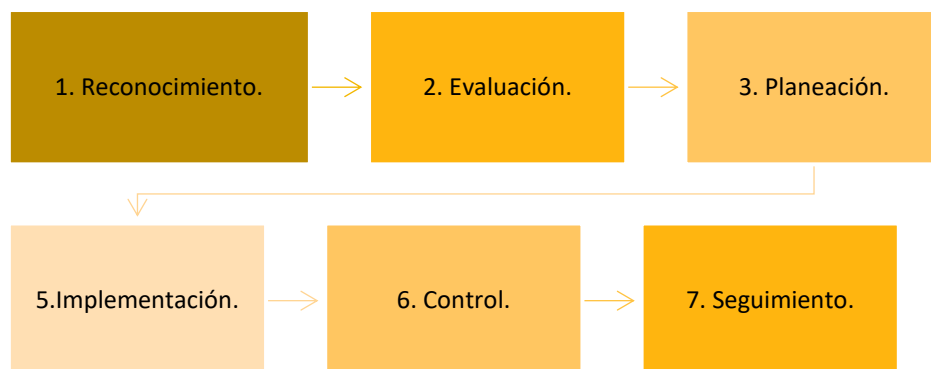 1. Reconocimiento.
2. Evaluación.
3. Planeación.
5.Implementación.
6. Control.
7. Seguimiento.